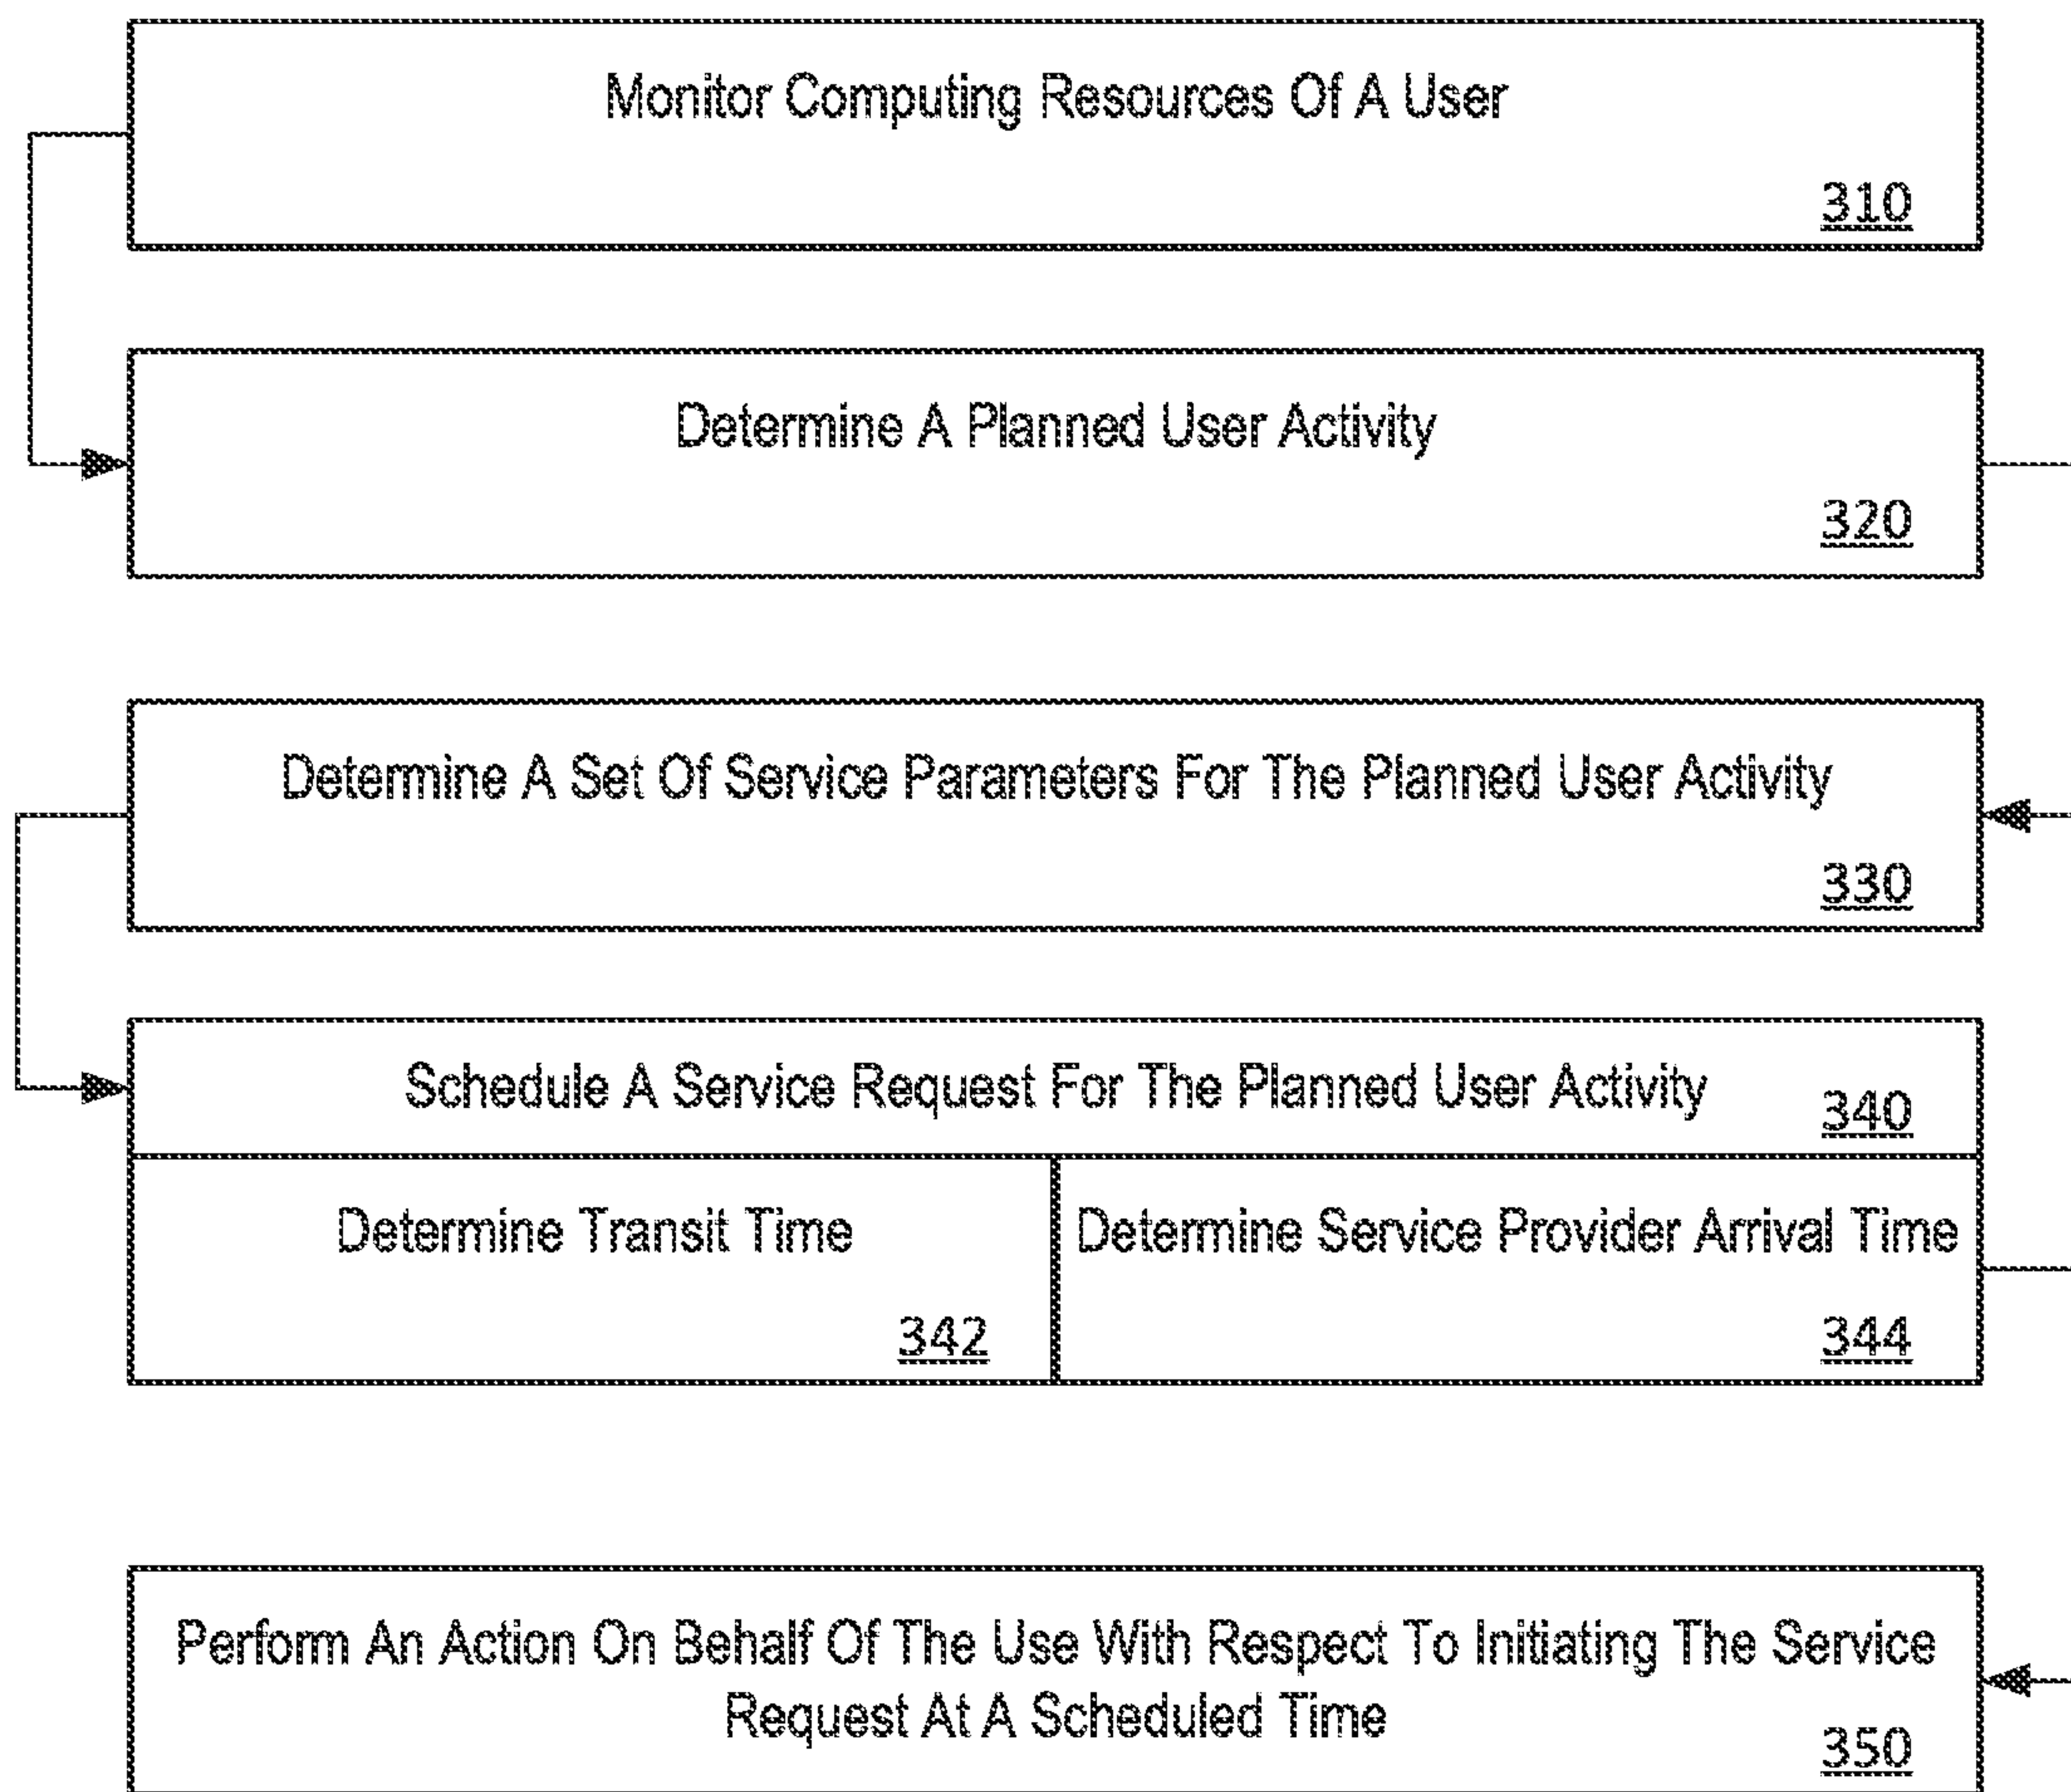 Monitor Computing Resources Of A User
310
Determine A Planned User Activity
320
Determine A Set Of Service Parameters For The Planned User Activity
330
Schedule A Service Request For The Planned User Activity
340
Determine Transit Time
342
Determine Service Provider Arrival Time
344
Perform An Action On Behalf Of The Use With Respect To Initiating The Service
Request At A Scheduled Time
350